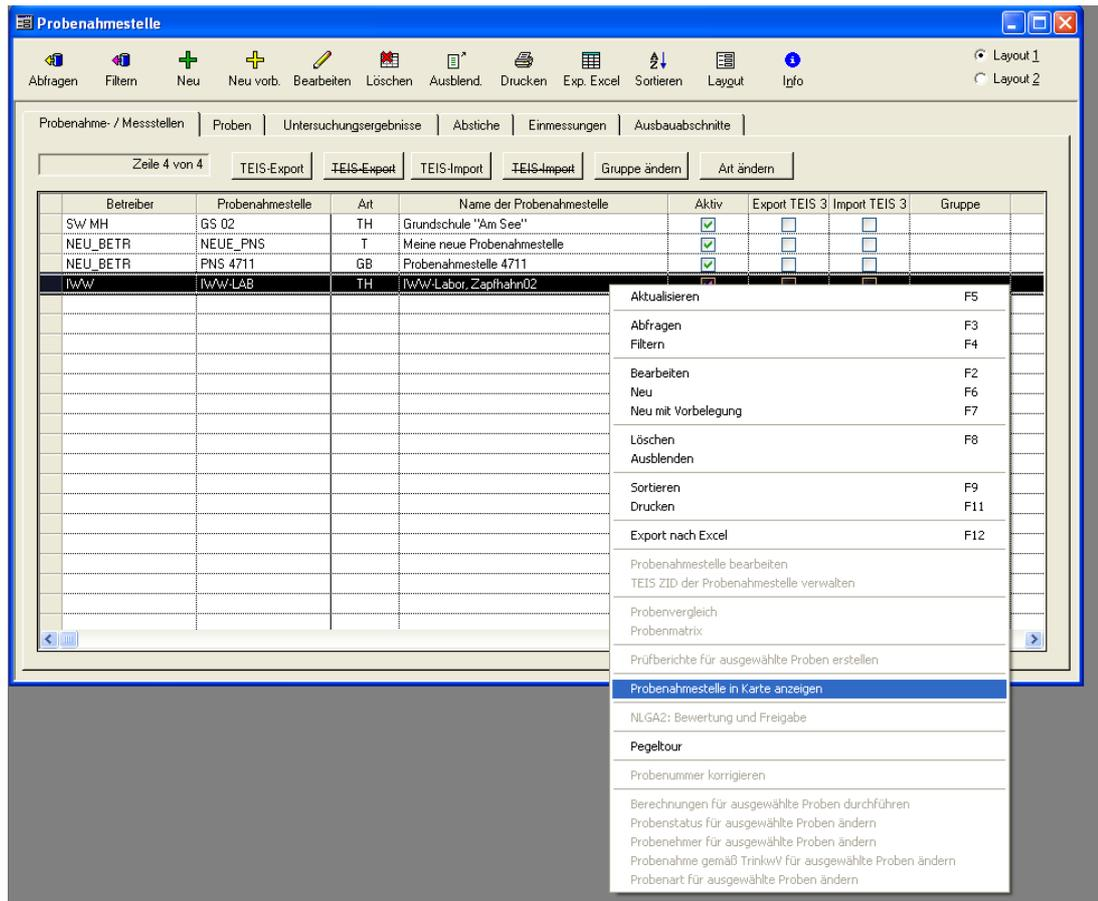 Probenahmestelle
Abfragen Filtern Neu Neu vorb. Bearbeiten Löschen Ausblend. Drucken Exp. Excel Sortieren Layout Info
Layout 1
Layout 2
Probenahme- / Messstellen Proben Untersuchungsergebnisse Abstiche Einmessungen Ausbauabschnitte
Zeile 4 von 4 TEIS-Export TEIS-Export TEIS-Import TEIS-Import Gruppe ändern Art ändern
Betreiber Probenahmestelle Art Name der Probenahmestelle Aktiv Export TEIS 3 Import TEIS 3 Gruppe
SW MH GS 02 TH Grundschule "Am See"
NEU_BETR NEUE_PNS T Meine neue Probenahmestelle
NEU_BETR PNS 4711 GB Probenahmestelle 4711
IWW IWW-LAB TH IWW-Labor, Zapfhahn02
Aktualisieren F5
Abfragen F3
Filtern F4
Bearbeiten F2
Neu F6
Neu mit Vorbelegung F7
Löschen F8
Ausblenden
Sortieren F9
Drucken F11
Export nach Excel F12
Probenahmestelle bearbeiten
TEIS ZID der Probenahmestelle verwalten
Probenvergleich
Probenmatrix
Prüfberichte für ausgewählte Proben erstellen
Probenahmestelle in Karte anzeigen
NLGA2: Bewertung und Freigabe
Pegeltour
Probenummer korrigieren
Berechnungen für ausgewählte Proben durchführen
Probenstatus für ausgewählte Proben ändern
Probenehmer für ausgewählte Proben ändern
Probenahme gemäß TrinkwV für ausgewählte Proben ändern
Probenart für ausgewählte Proben ändern